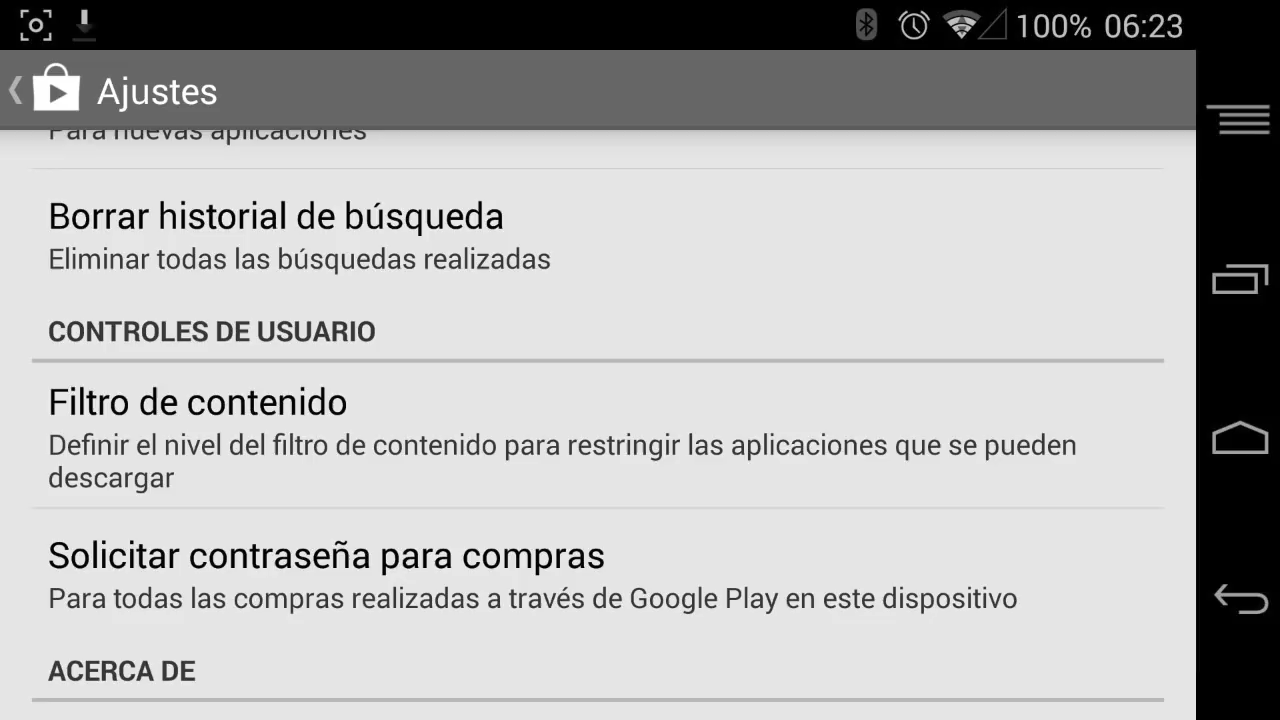 100% 06:23
Ajustes
Para nuevas aplicaciones
Borrar historial de búsqueda
Eliminar todas las búsquedas realizadas
CONTROLES DE USUARIO
Filtro de contenido
Definir el nivel del filtro de contenido para restringir las aplicaciones que se pueden
descargar
Solicitar contraseña para compras
Para todas las compras realizadas a través de Google Play en este dispositivo
ACERCA DE